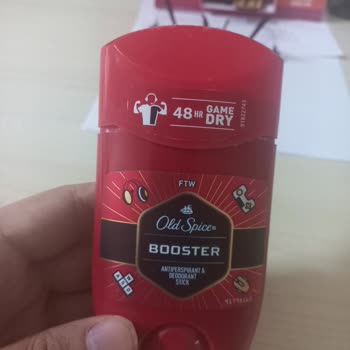 48 HR GAME
DRY
FTW
Old Spice
BOOSTER
ANTIPERSPIRANT &
DEODORANT
STICK